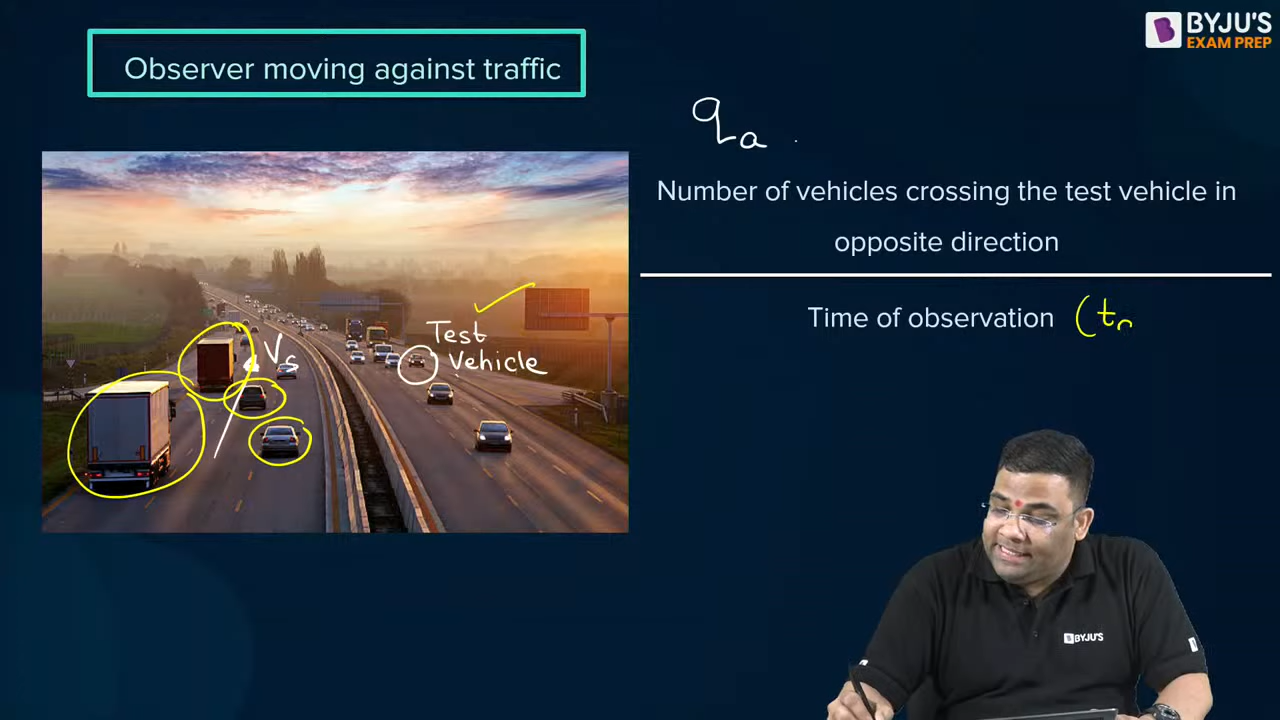 BYJU'S
EXAM PREP
Observer moving against traffic
qa
Number of vehicles crossing the test vehicle in
opposite direction
Time of observation (t
Test
Vehicle
Vs
BYJU'S